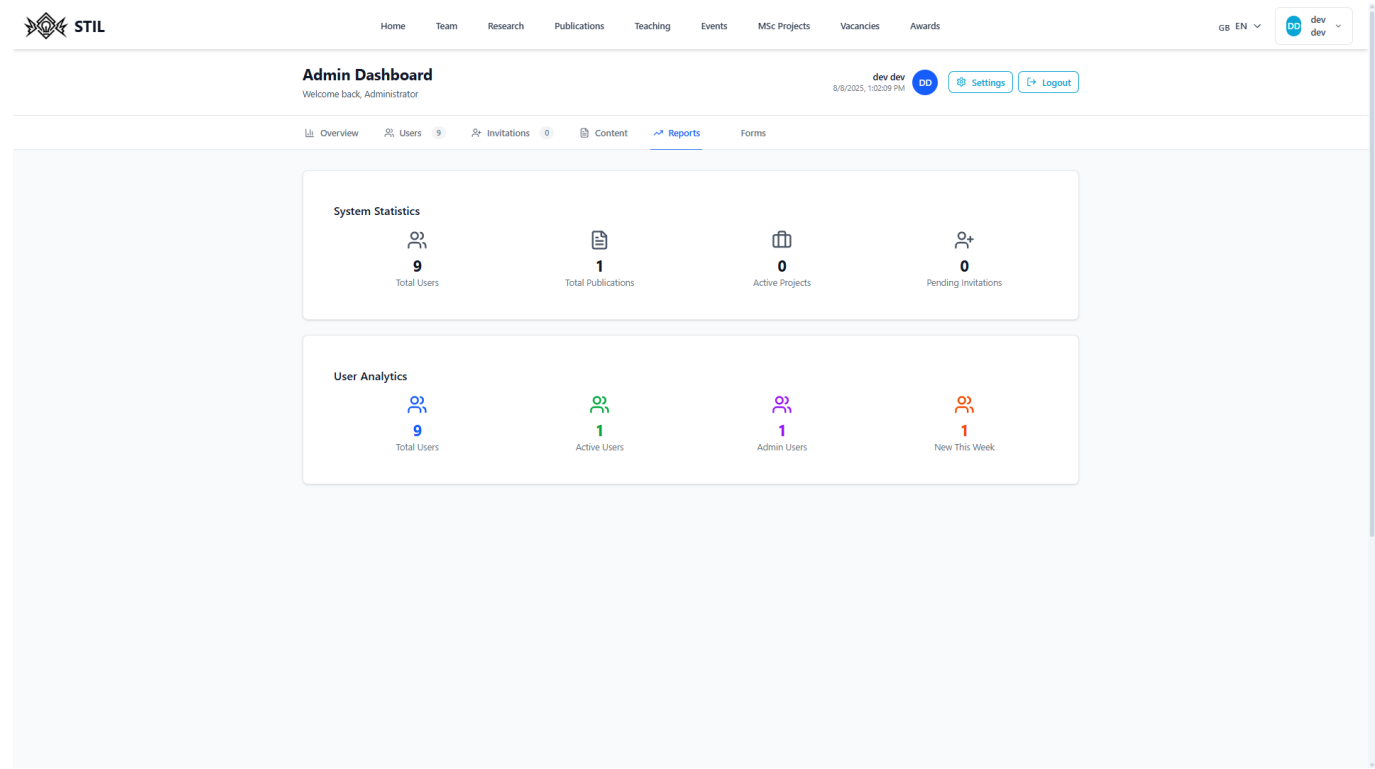 STIL
Home Team Research Publications Teaching Events MSc Projects Vacancies Awards
GB EN
DD dev dev
Admin Dashboard
Welcome back, Administrator
dev dev
8/8/2025, 1:02:09 PM
DD
Settings
Logout
Overview Users 9 Invitations 0 Content Reports Forms
System Statistics
9 1 0 0
Total Users Total Publications Active Projects Pending Invitations
User Analytics
9 1 1 1
Total Users Active Users Admin Users New This Week